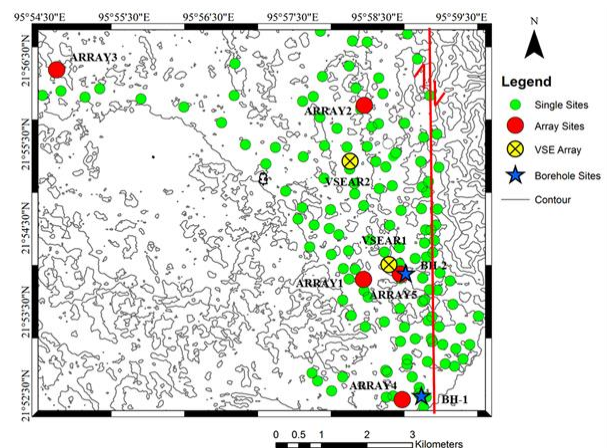 95°54'30"E 95°55'30"E 95°56'30"E 95°57'30"E 95°58'30"E 95°59'30"E
21°56'30"N
21°55'30"N
21°54'30"N
21°53'30"N
21°52'30"N
ARRAY3
ARRAY2
VSEAR2
VSEAR1
BH-2
ARRAY1
ARRAY5
ARRAY4
BH-1
N
Legend
Single Sites
Array Sites
VSE Array
Borehole Sites
Contour
0 0.5 1 2 3
Kilometers